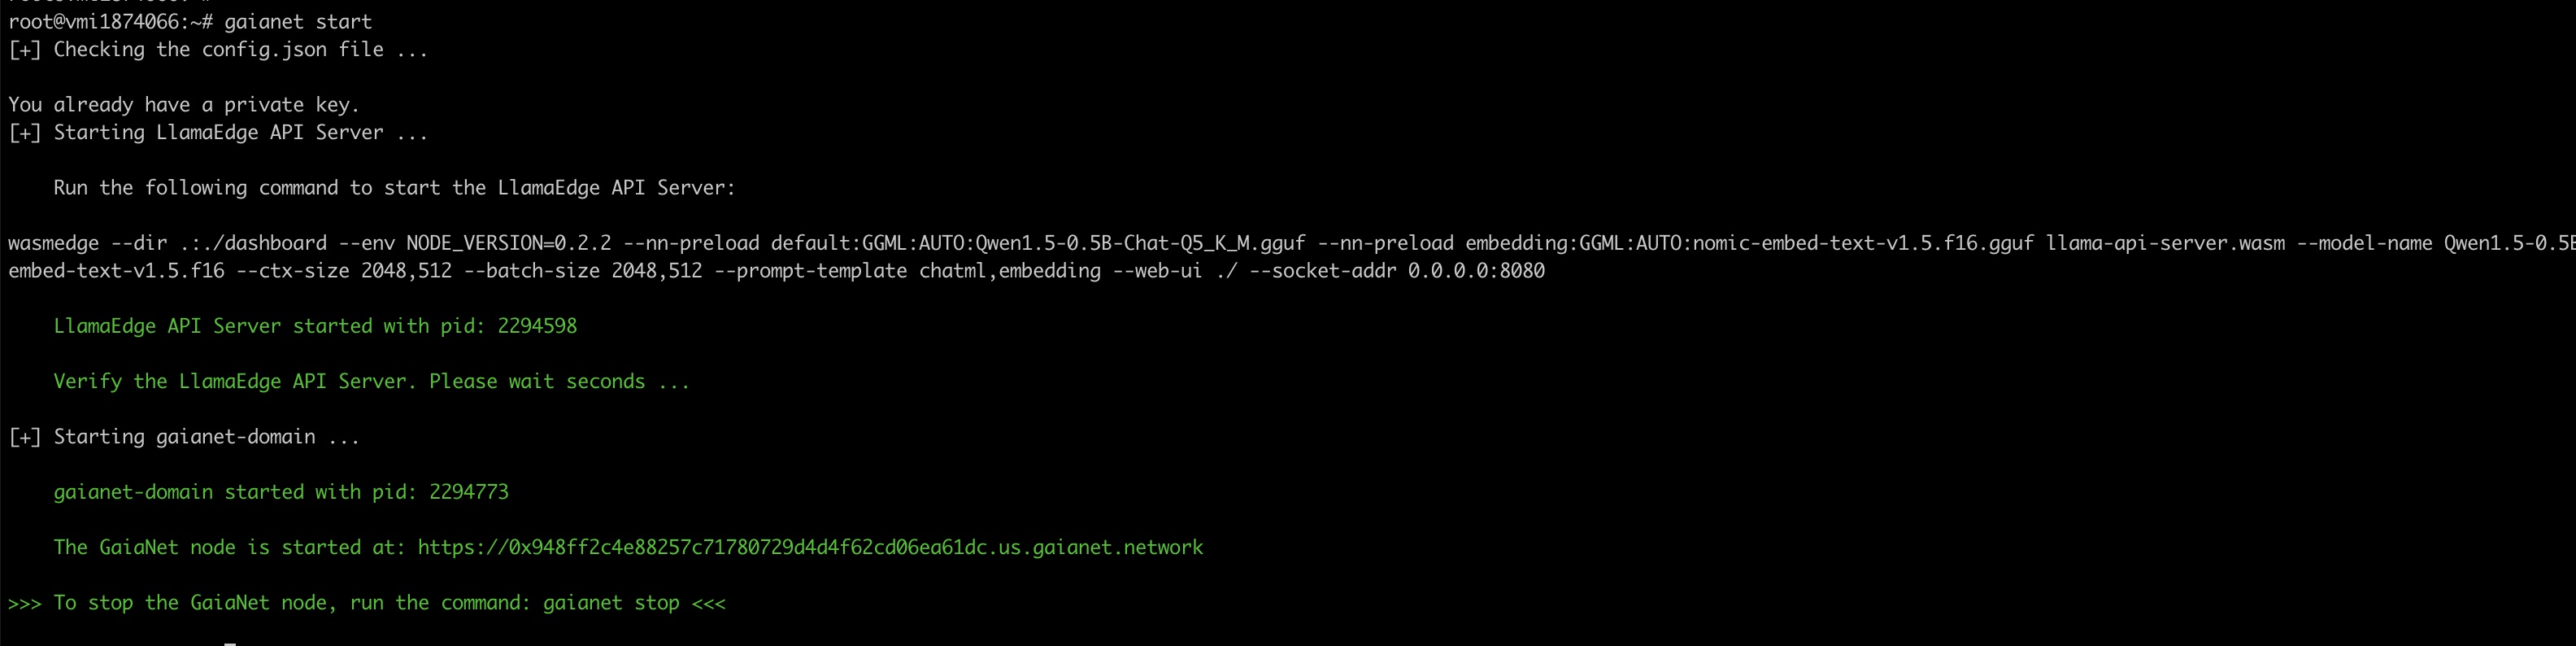 root@vmi1874066:~# gaianet start
[+] Checking the config.json file ...
You already have a private key.
[+] Starting LlamaEdge API Server ...
Run the following command to start the LlamaEdge API Server:
wasmedge --dir .:./dashboard --env NODE_VERSION=0.2.2 --nn-preload default:GGML:AUTO:Qwen1.5-0.5B-Chat-Q5_K_M.gguf --nn-preload embedding:GGML:AUTO:nomic-embed-text-v1.5.f16.gguf llama-api-server.wasm --model-name Qwen1.5-0.5B
embed-text-v1.5.f16 --ctx-size 2048,512 --batch-size 2048,512 --prompt-template chatml,embedding --web-ui ./ --socket-addr 0.0.0.0:8080
LlamaEdge API Server started with pid: 2294598
Verify the LlamaEdge API Server. Please wait seconds ...
[+] Starting gaianet-domain ...
gaianet-domain started with pid: 2294773
The GaiaNet node is started at: https://0x948ff2c4e88257c71780729d4d4f62cd06ea61dc.us.gaianet.network
>>> To stop the GaiaNet node, run the command: gaianet stop <<<